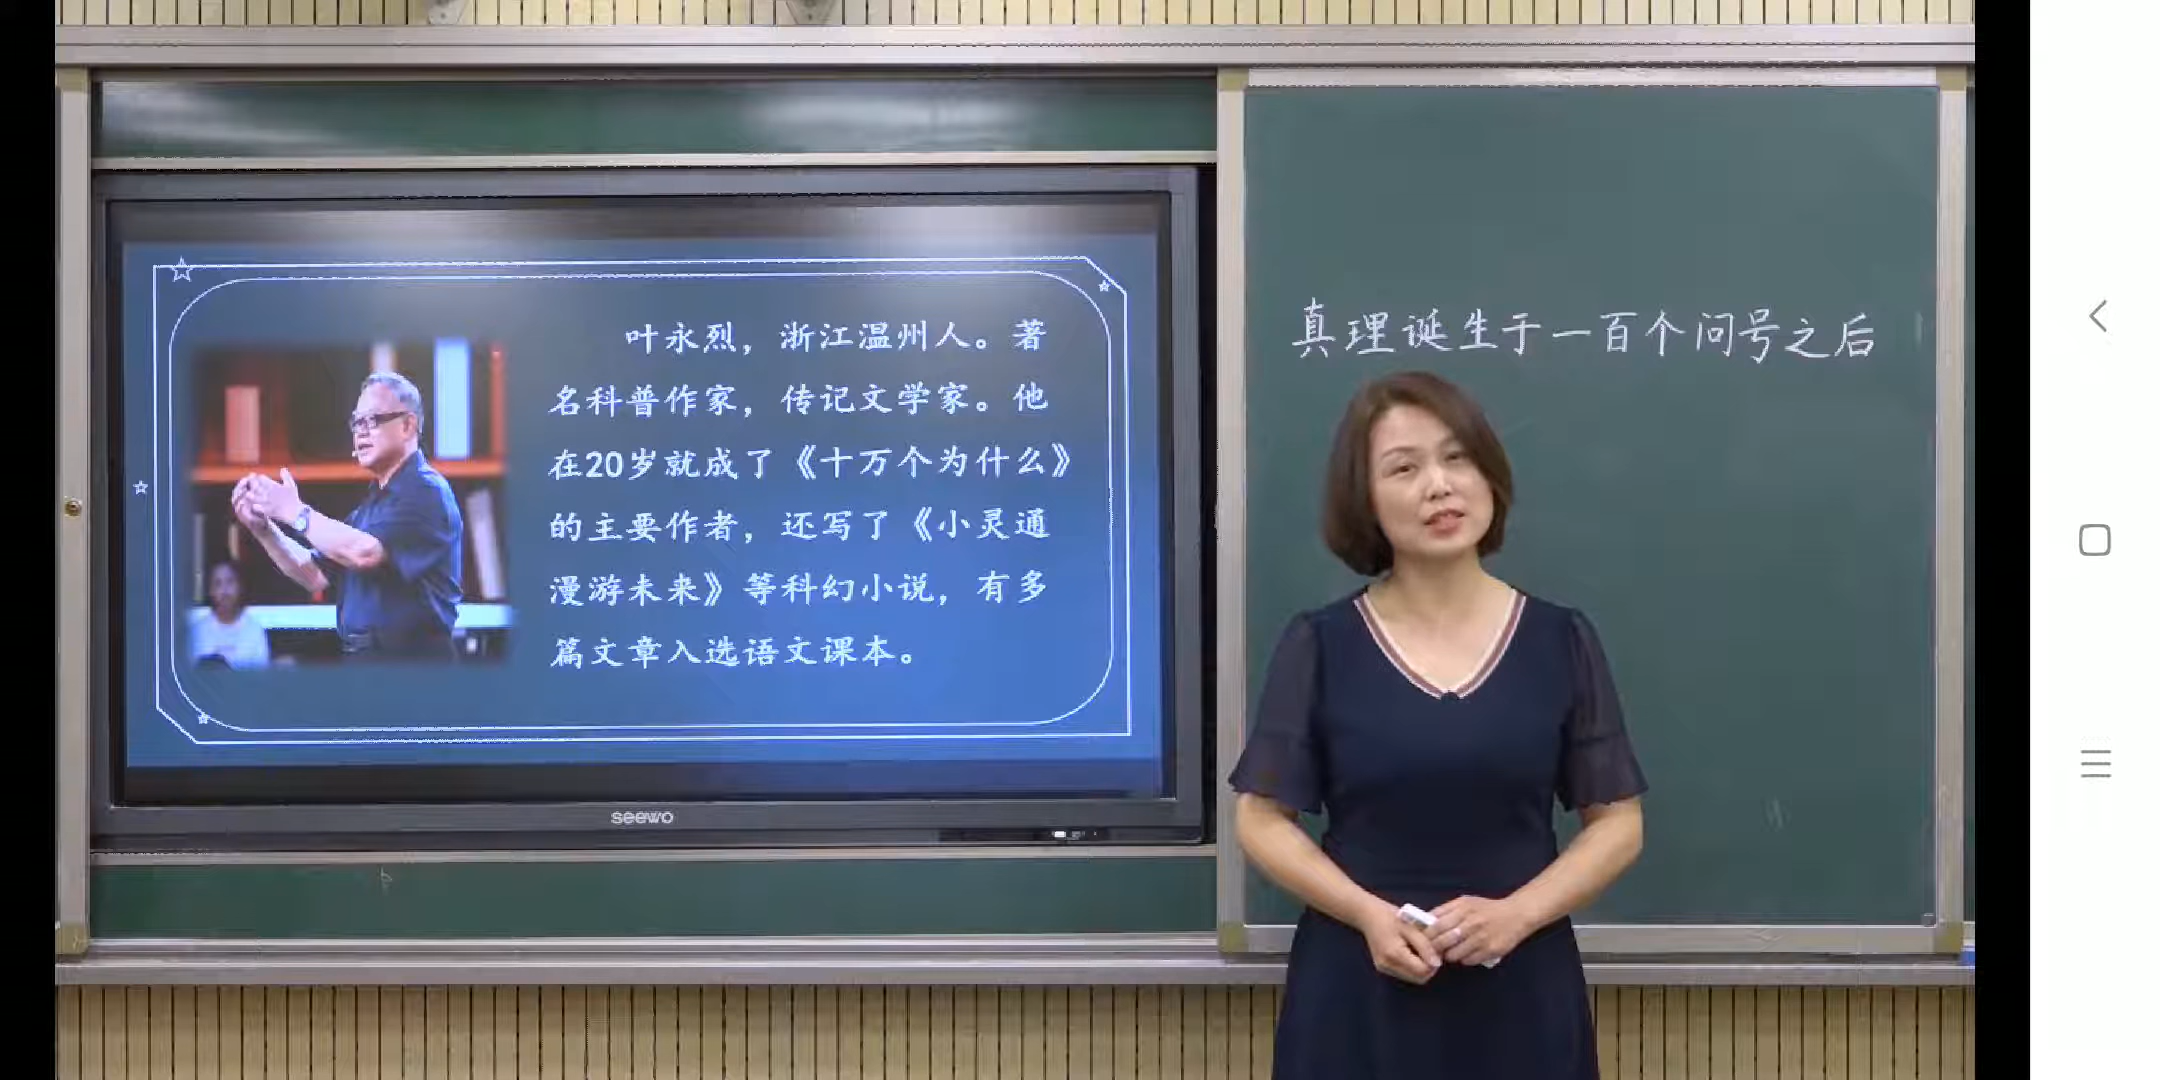 叶永烈，浙江温州人。著
名科普作家，传记文学家。他
在20岁就成了《十万个为什么》
的主要作者，还写了《小灵通
漫游未来》等科幻小说，有多
篇文章入选语文课本。
seewo
真理诞生于一百个问号之后